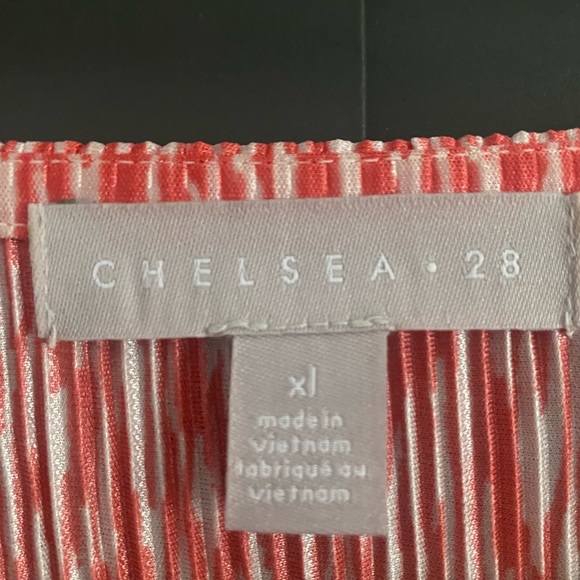 CHELSEA • 28
xl
made in
vietnam
fabriqué au
vietnam